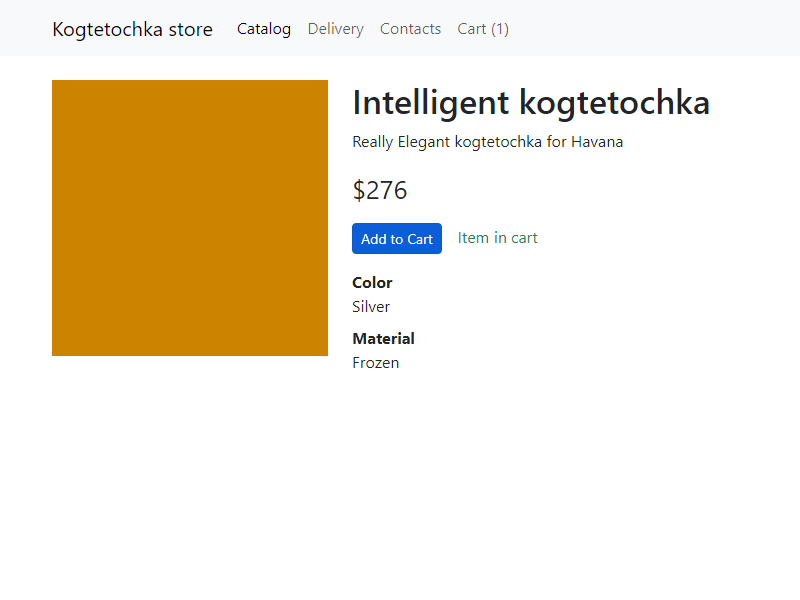 Kogtetochka store Catalog Delivery Contacts Cart (1)
Intelligent kogtetochka
Really Elegant kogtetochka for Havana
$276
Add to Cart Item in cart
Color
Silver
Material
Frozen